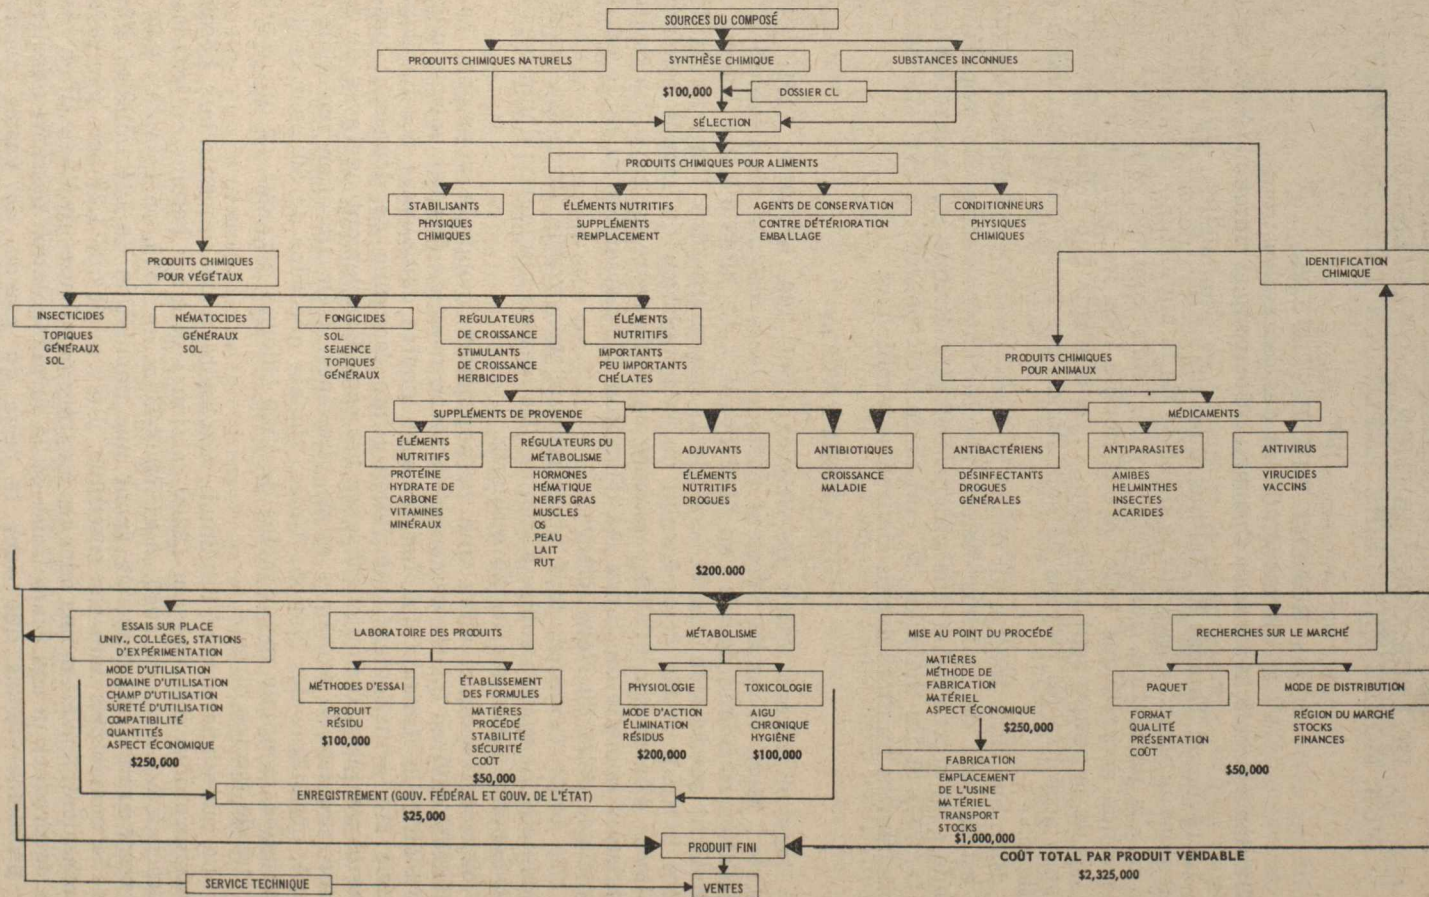 SOURCES DU COMPOSÉ
PRODUITS CHIMIQUES NATURELS
SYNTHÈSE CHIMIQUE
SUBSTANCES INCONNUES
$100,000
DOSSIER CL
SÉLECTION
PRODUITS CHIMIQUES POUR ALIMENTS
STABILISANTS
PHYSIQUES
CHIMIQUES
ÉLÉMENTS NUTRITIFS
SUPPLÉMENTS
REMPLACEMENT
AGENTS DE CONSERVATION
CONTRE DÉTÉRIORATION
EMBALLAGE
CONDITIONNEURS
PHYSIQUES
CHIMIQUES
PRODUITS CHIMIQUES
POUR VÉGÉTAUX
IDENTIFICATION
CHIMIQUE
INSECTICIDES
TOPIQUES
GÉNÉRAUX
SOL
NÉMATOCIDES
GÉNÉRAUX
SOL
FONGICIDES
SOL
SEMENCE
TOPIQUES
GÉNÉRAUX
RÉGULATEURS
DE CROISSANCE
STIMULANTS
DE CROISSANCE
HERBICIDES
ÉLÉMENTS
NUTRITIFS
IMPORTANTS
PEU IMPORTANTS
CHÉLATES
PRODUITS CHIMIQUES
POUR ANIMAUX
SUPPLÉMENTS DE PROVENDE
MÉDICAMENTS
ÉLÉMENTS
NUTRITIFS
PROTÉINE
HYDRATE DE
CARBONE
VITAMINES
MINÉRAUX
RÉGULATEURS DU
MÉTABOLISME
HORMONES
HÉMATIQUE
NERFS GRAS
MUSCLES
OS
PEAU
LAIT
RUT
ADJUVANTS
ÉLÉMENTS
NUTRITIFS
DROGUES
ANTIBIOTIQUES
CROISSANCE
MALADIE
ANTIBACTÉRIENS
DÉSINFECTANTS
DROGUES
GÉNÉRALES
ANTIPARASITES
AMIBES
HELMINTHES
INSECTES
ACARIDES
ANTIVIRUS
VIRUCIDES
VACCINS
$200.000
ESSAIS SUR PLACE
UNIV., COLLÈGES, STATIONS
D'EXPÉRIMENTATION
MODE D'UTILISATION
DOMAINE D'UTILISATION
CHAMP D'UTILISATION
SÛRETÉ D'UTILISATION
COMPATIBILITÉ
QUANTITÉS
ASPECT ÉCONOMIQUE
$250,000
LABORATOIRE DES PRODUITS
MÉTHODES D'ESSAI
PRODUIT
RÉSIDU
$100,000
ÉTABLISSEMENT
DES FORMULES
MATIÈRES
PROCÉDÉ
STABILITÉ
SÉCURITÉ
COÛT
$50,000
MÉTABOLISME
PHYSIOLOGIE
MODE D'ACTION
ÉLIMINATION
RÉSIDUS
$200,000
TOXICOLOGIE
AIGU
CHRONIQUE
HYGIÈNE
$100,000
MISE AU POINT DU PROCÉDÉ
MATIÈRES
MÉTHODE DE
FABRICATION
MATÉRIEL
ASPECT ÉCONOMIQUE
$250,000
FABRICATION
EMPLACEMENT
DE L'USINE
MATÉRIEL
TRANSPORT
STOCKS
$1,000,000
RECHERCHES SUR LE MARCHÉ
PAQUET
FORMAT
QUALITÉ
PRÉSENTATION
COÛT
MODE DE DISTRIBUTION
RÉGION DU MARCHÉ
STOCKS
FINANCES
$50,000
ENREGISTREMENT (GOUV. FÉDÉRAL ET GOUV. DE L'ÉTAT)
$25,000
PRODUIT FINI
COÛT TOTAL PAR PRODUIT VENDABLE
$2,325,000
SERVICE TECHNIQUE
VENTES